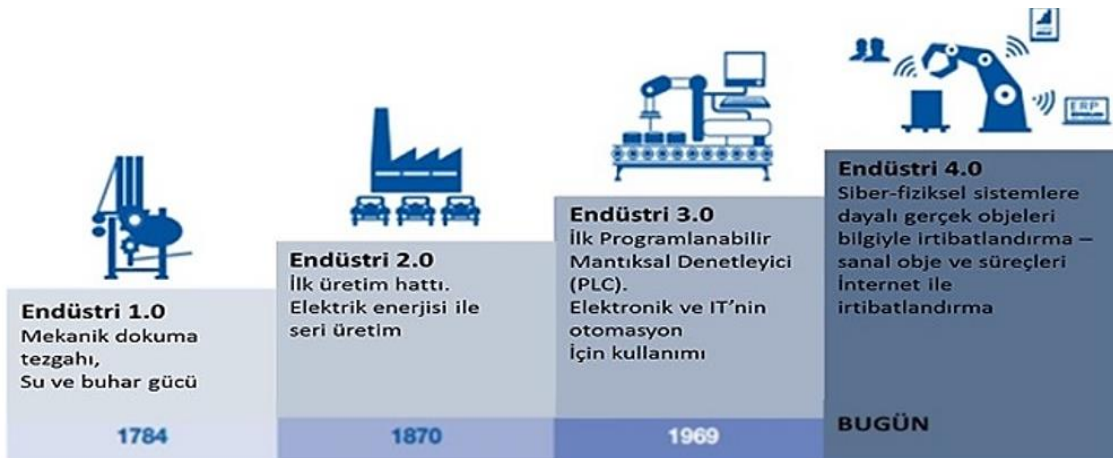 Endüstri 1.0
Mekanik dokuma
tezgahı,
Su ve buhar gücü
1784
Endüstri 2.0
İlk üretim hattı.
Elektrik enerjisi ile
seri üretim
1870
Endüstri 3.0
İlk Programlanabilir
Mantıksal Denetleyici
(PLC).
Elektronik ve IT’nin
otomasyon
İçin kullanımı
1969
ERP
Endüstri 4.0
Siber-fiziksel sistemlere
dayalı gerçek objeleri
bilgiyle irtibatlandırma –
sanal obje ve süreçleri
İnternet ile
irtibatlandırma
BUGÜN